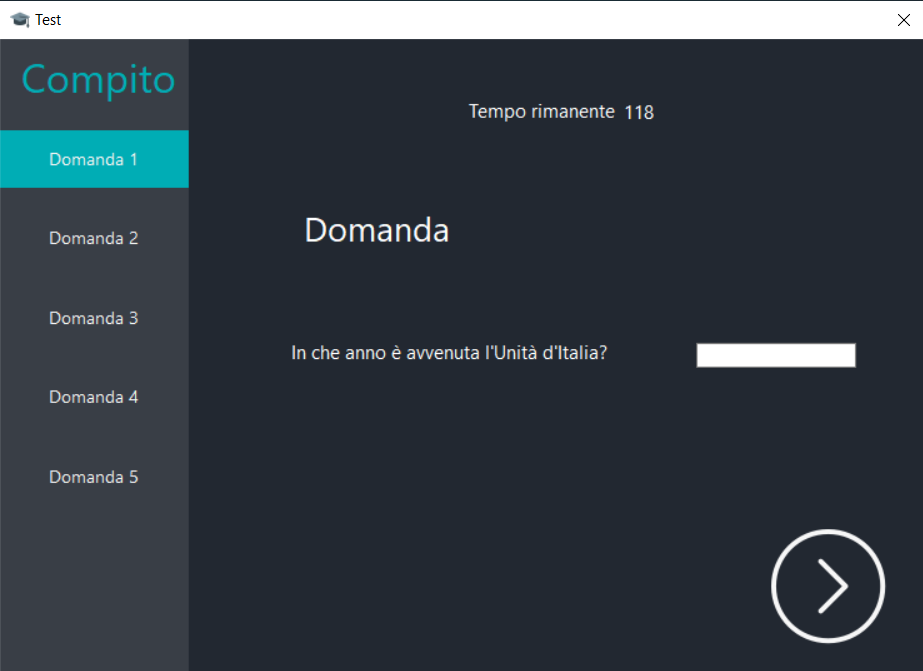 Test
Compito
Domanda 1
Domanda 2
Domanda 3
Domanda 4
Domanda 5
Tempo rimanente 118
Domanda
In che anno è avvenuta l'Unità d'Italia?